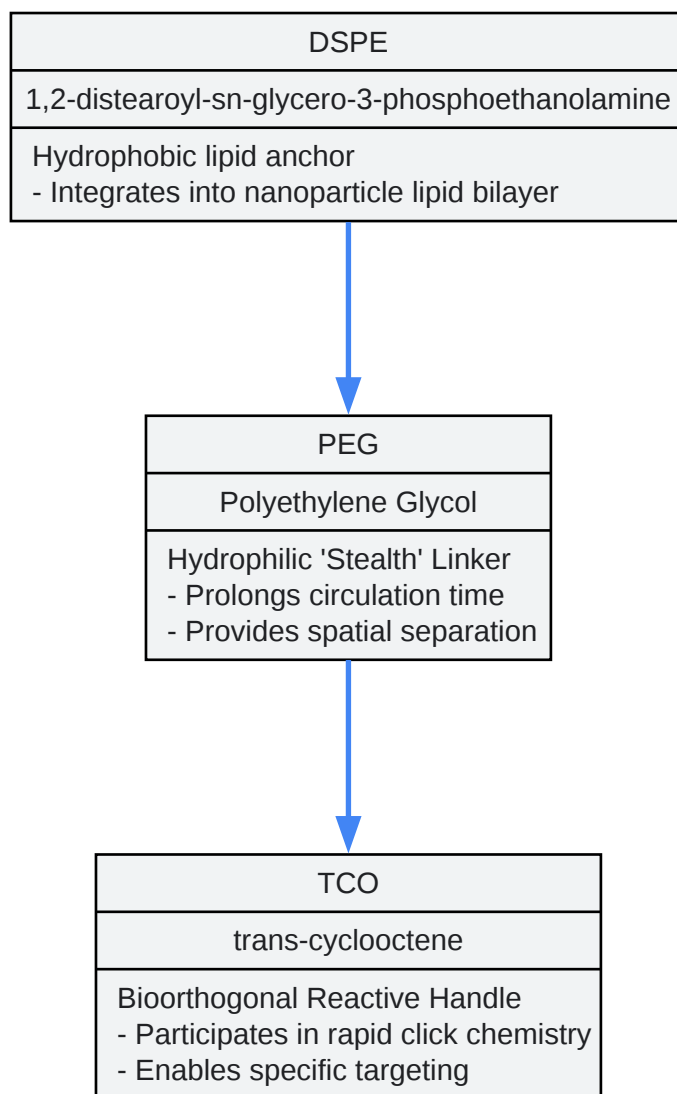 DSPE
1,2-distearoyl-sn-glycero-3-phosphoethanolamine
Hydrophobic lipid anchor
- Integrates into nanoparticle lipid bilayer
PEG
Polyethylene Glycol
Hydrophilic 'Stealth' Linker
- Prolongs circulation time
- Provides spatial separation
TCO
trans-cyclooctene
Bioorthogonal Reactive Handle
- Participates in rapid click chemistry
- Enables specific targeting